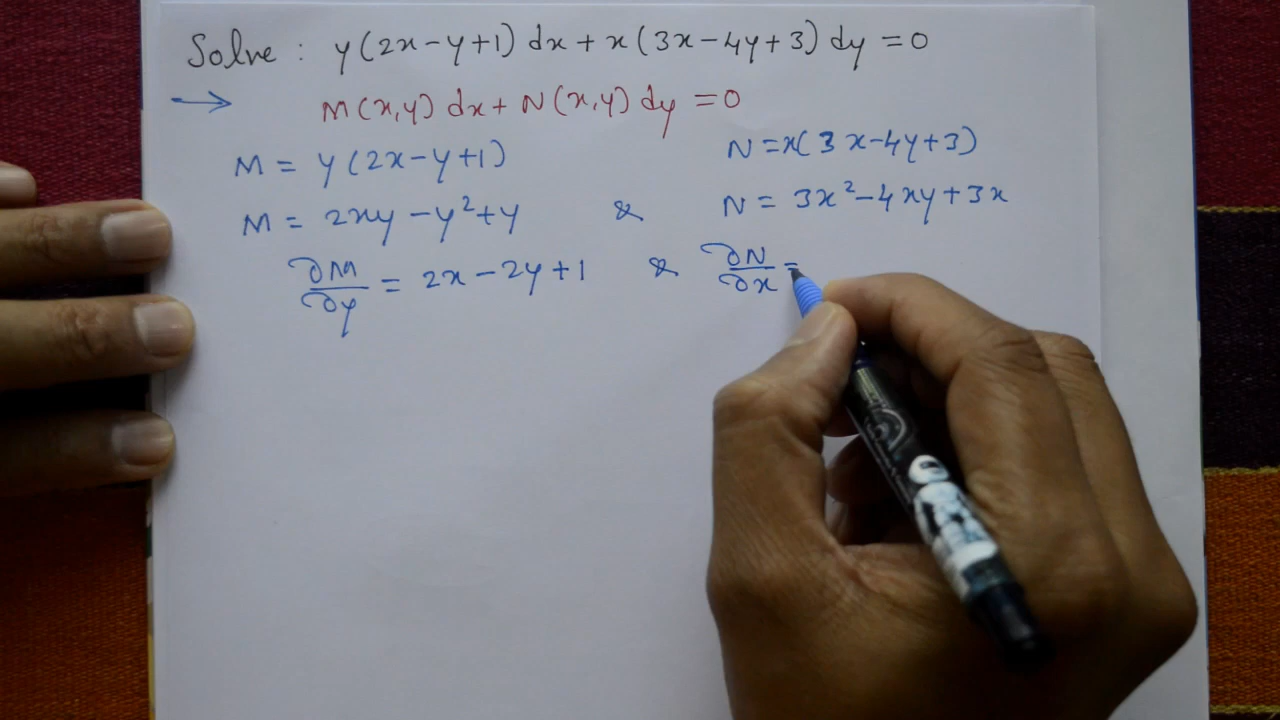 Solve : y(2x-y+1) dx + x(3x-4y+3) dy = 0
→ M(x,y) dx + N(x,y) dy = 0
M = y(2x-y+1) N = x(3x-4y+3)
M = 2xy - y² + y & N = 3x² - 4xy + 3x
∂M/∂y = 2x - 2y + 1 & ∂N/∂x =